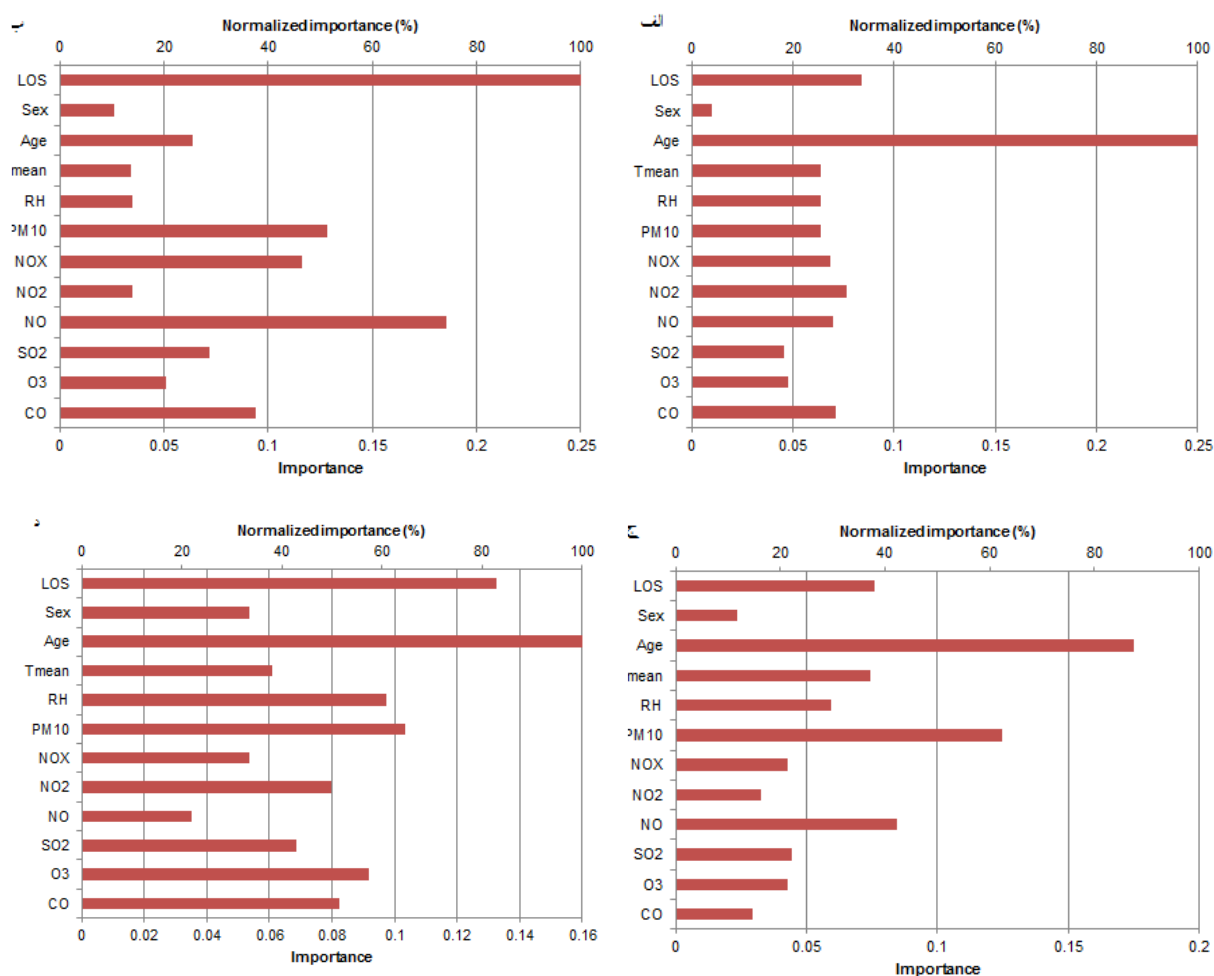 ب
Normalized importance (%)
0 20 40 60 80 100
LOS
Sex
Age
mean
RH
PM10
NOX
NO2
NO
SO2
O3
CO
0 0.05 0.1 0.15 0.2 0.25
Importance
الف
Normalized importance (%)
0 20 40 60 80 100
LOS
Sex
Age
Tmean
RH
PM10
NOX
NO2
NO
SO2
O3
CO
0 0.05 0.1 0.15 0.2 0.25
Importance
د
Normalized importance (%)
0 20 40 60 80 100
LOS
Sex
Age
Tmean
RH
PM10
NOX
NO2
NO
SO2
O3
CO
0 0.02 0.04 0.06 0.08 0.1 0.12 0.14 0.16
Importance
ج
Normalized importance (%)
0 20 40 60 80 100
LOS
Sex
Age
mean
RH
PM10
NOX
NO2
NO
SO2
O3
CO
0 0.05 0.1 0.15 0.2
Importance